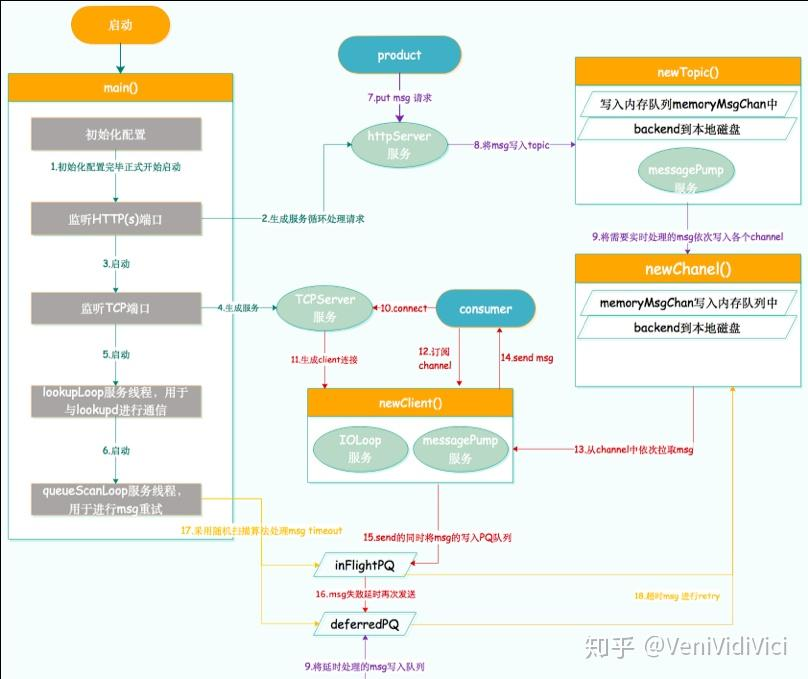 启动
main()
初始化配置
1.初始化配置完毕正式开始启动
监听HTTP(s)端口
2.生成服务循环处理请求
3.启动
监听TCP端口
4.生成服务
5.启动
lookupLoop服务线程，用于
与lookupd进行通信
6.启动
queueScanLoop服务线程，
用于进行msg重试
product
7.put msg 请求
httpServer
服务
8.将msg写入topic
newTopic()
写入内存队列memoryMsgChan中
backend到本地磁盘
messagePump
服务
9.将需要实时处理的msg依次写入各个channel
newChanel()
memoryMsgChan写入内存队列中
backend到本地磁盘
TCPServer
服务
10.connect
consumer
11.生成client连接
12.订阅
channel
14.send msg
newClient()
IOLoop
服务
messagePump
服务
13.从channel中依次拉取msg
15.send的同时将msg的写入PQ队列
17.采用随机扫描算法处理msg timeout
inFlightPQ
16.msg失败延时再次发送
18.超时msg 进行retry
deferredPQ
9.将延时处理的msg写入队列
知乎 @VeniVidiVici